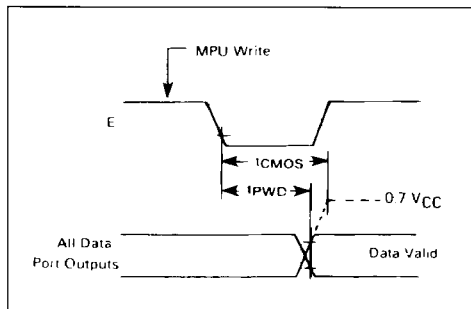 MPU Write
E
tCMOS
tPWD
0.7 VCC
All Data
Port Outputs
Data Valid